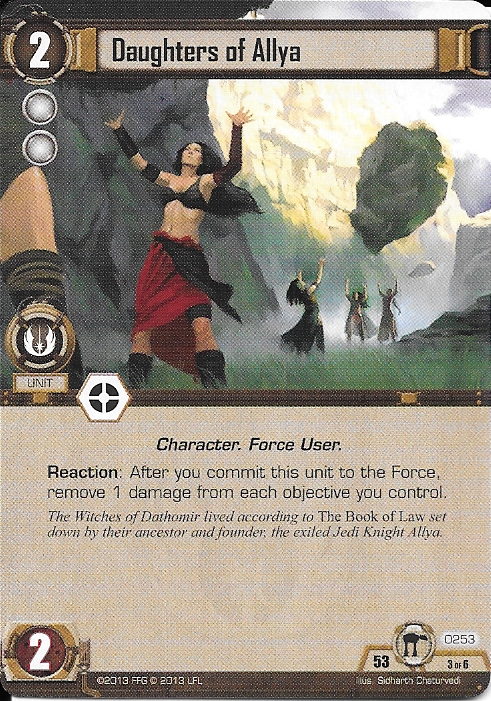 2
Daughters of Allya
UNIT
Character. Force User.
Reaction: After you commit this unit to the Force,
remove 1 damage from each objective you control.
The Witches of Dathomir lived according to The Book of Law set
down by their ancestor and founder, the exiled Jedi Knight Allya.
2
53
0253
3 OF 6
©2013 FFG © 2013 LFL
Illus. Sidharth Chaturvedi